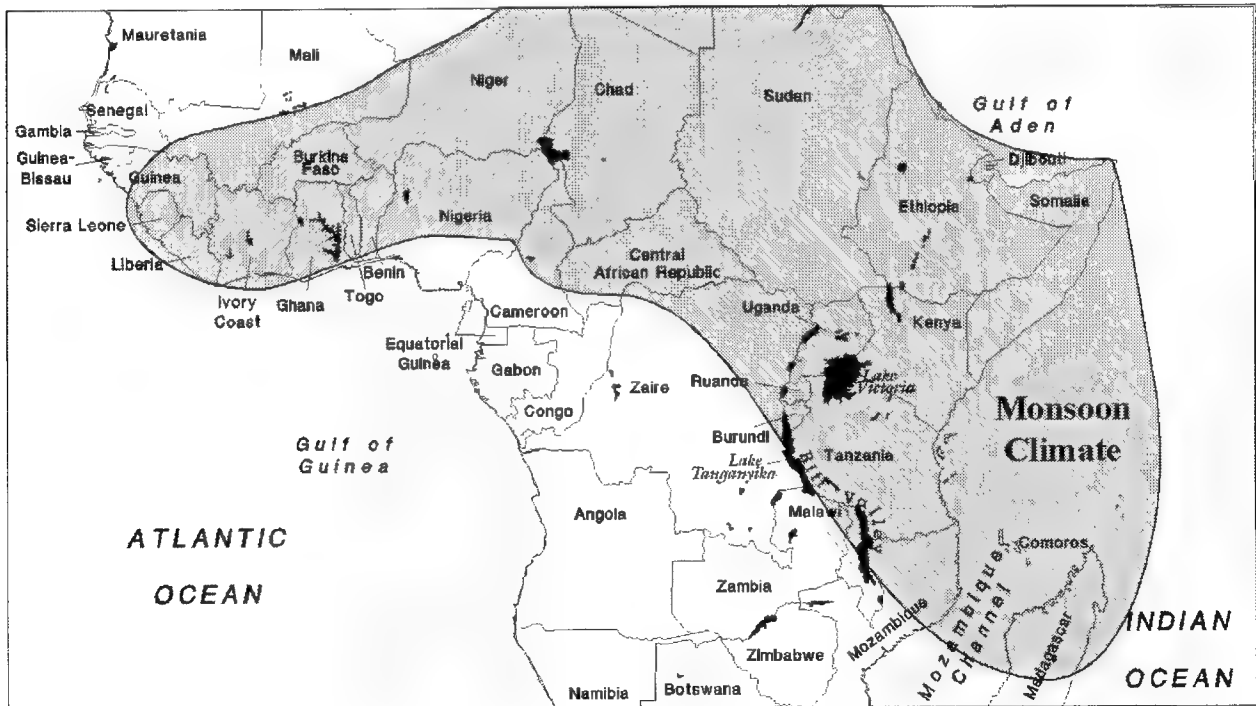 Mauretania
Mali
Niger
Chad
Sudan
Gulf of
Aden
Senegal
Gambia
Guinea-
Bissau
Guinea
Burkina
Faso
Djibouti
Somalia
Ethiopia
Sierra Leone
Nigeria
Liberia
Central
African Republic
Benin
Ivory
Coast
Ghana
Togo
Cameroon
Uganda
Kenya
Equatorial
Guinea
Gabon
Zaire
Ruanda
Lake
Victoria
Congo
Monsoon
Climate
Gulf of
Guinea
Burundi
Lake
Tanganyika
Tanzania
Valley
Angola
Malawi
ATLANTIC
OCEAN
Comoros
Zambia
Mozambique
Mozambique
Channel
Madagascar
INDIAN
OCEAN
Zimbabwe
Namibia
Botswana